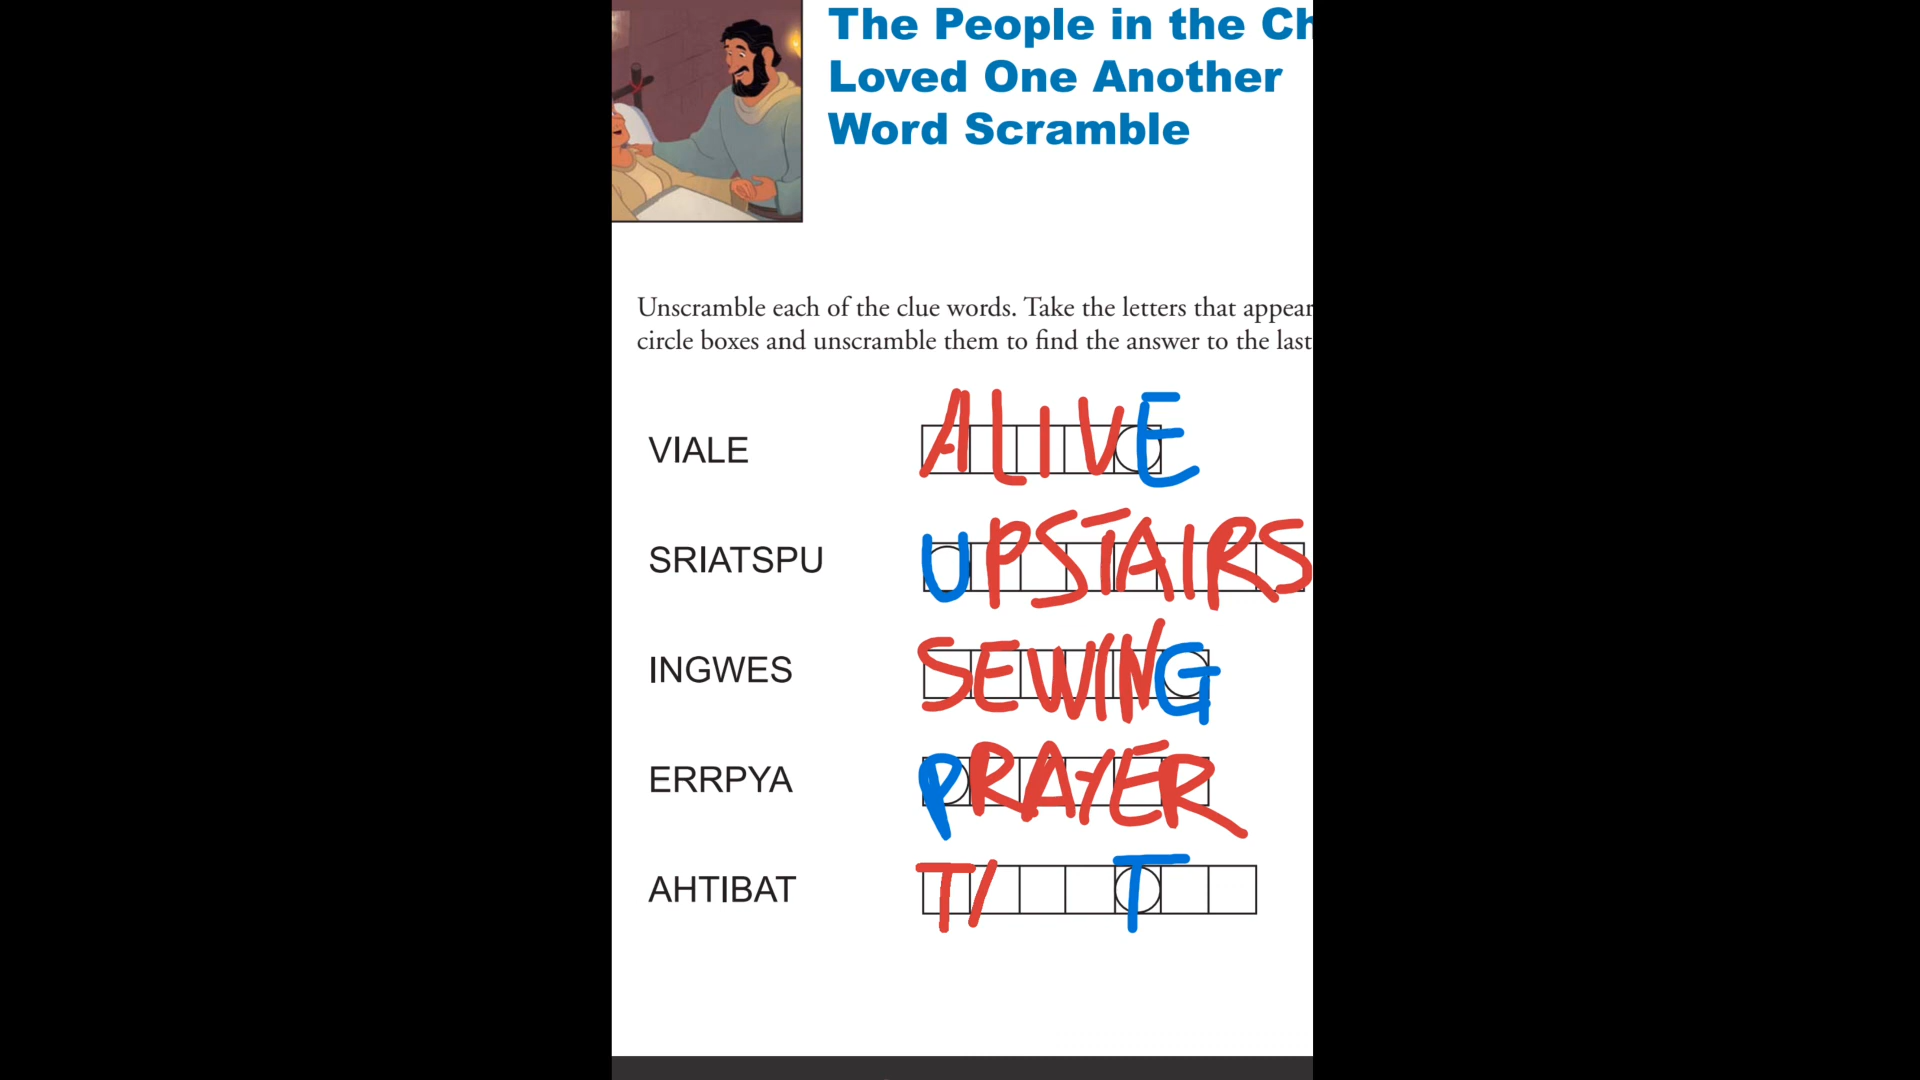 The People in the Ch
Loved One Another
Word Scramble
Unscramble each of the clue words. Take the letters that appear
circle boxes and unscramble them to find the answer to the last
VIALE ALIVE
SRIATSPU UPSTAIRS
INGWES SEWING
ERRPYA PRAYER
AHTIBAT T T